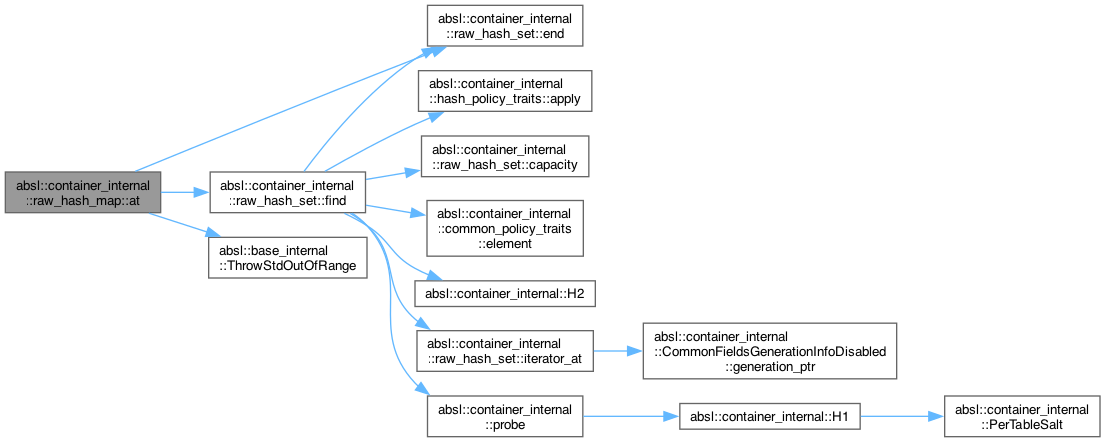 absl::container_internal
::raw_hash_map::at
absl::container_internal
::raw_hash_set::find
absl::base_internal
::ThrowStdOutOfRange
absl::container_internal
::raw_hash_set::end
absl::container_internal
::hash_policy_traits::apply
absl::container_internal
::raw_hash_set::capacity
absl::container_internal
::common_policy_traits
::element
absl::container_internal::H2
absl::container_internal
::raw_hash_set::iterator_at
absl::container_internal
::probe
absl::container_internal
::CommonFieldsGenerationInfoDisabled
::generation_ptr
absl::container_internal::H1
absl::container_internal
::PerTableSalt